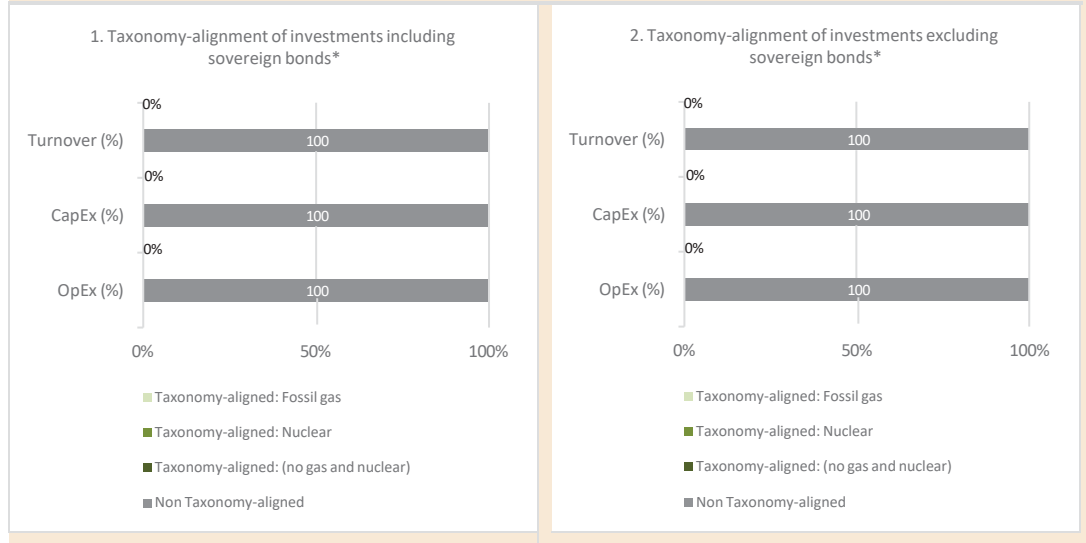 1. Taxonomy-alignment of investments including
sovereign bonds*
0%
Turnover (%)
100
0%
CapEx (%)
100
0%
OpEx (%)
100
0%
50%
100%
Taxonomy-aligned: Fossil gas
Taxonomy-aligned: Nuclear
Taxonomy-aligned: (no gas and nuclear)
Non Taxonomy-aligned
2. Taxonomy-alignment of investments excluding
sovereign bonds*
0%
Turnover (%)
100
0%
CapEx (%)
100
0%
OpEx (%)
100
0%
50%
100%
Taxonomy-aligned: Fossil gas
Taxonomy-aligned: Nuclear
Taxonomy-aligned: (no gas and nuclear)
Non Taxonomy-aligned